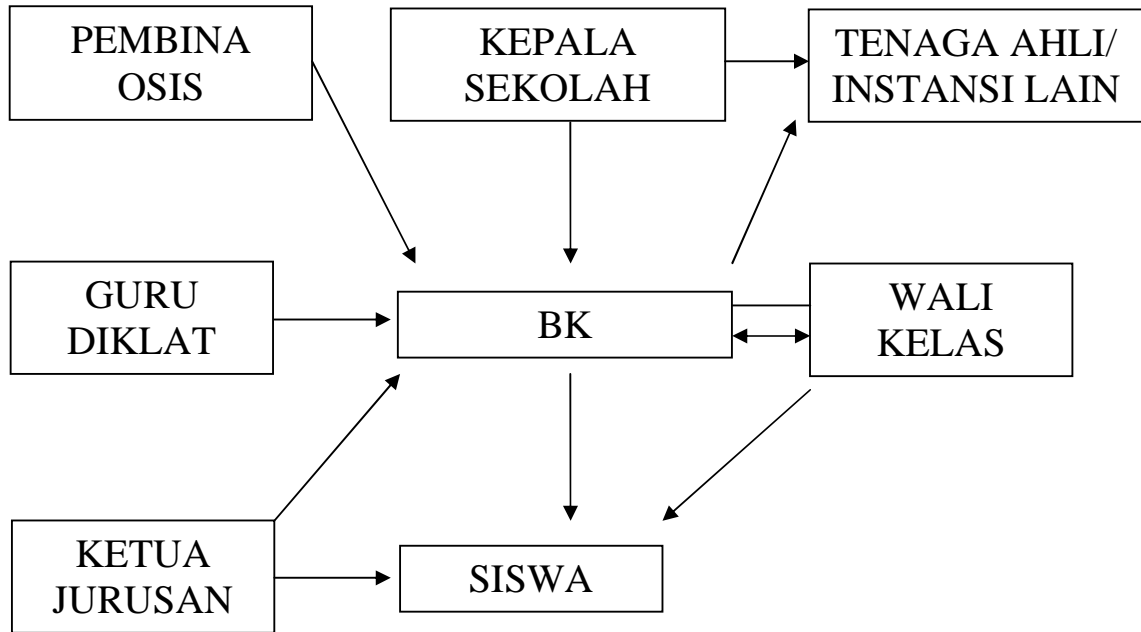 PEMBINA
OSIS
KEPALA
SEKOLAH
TENAGA AHLI/
INSTANSI LAIN
GURU
DIKLAT
BK
WALI
KELAS
KETUA
JURUSAN
SISWA